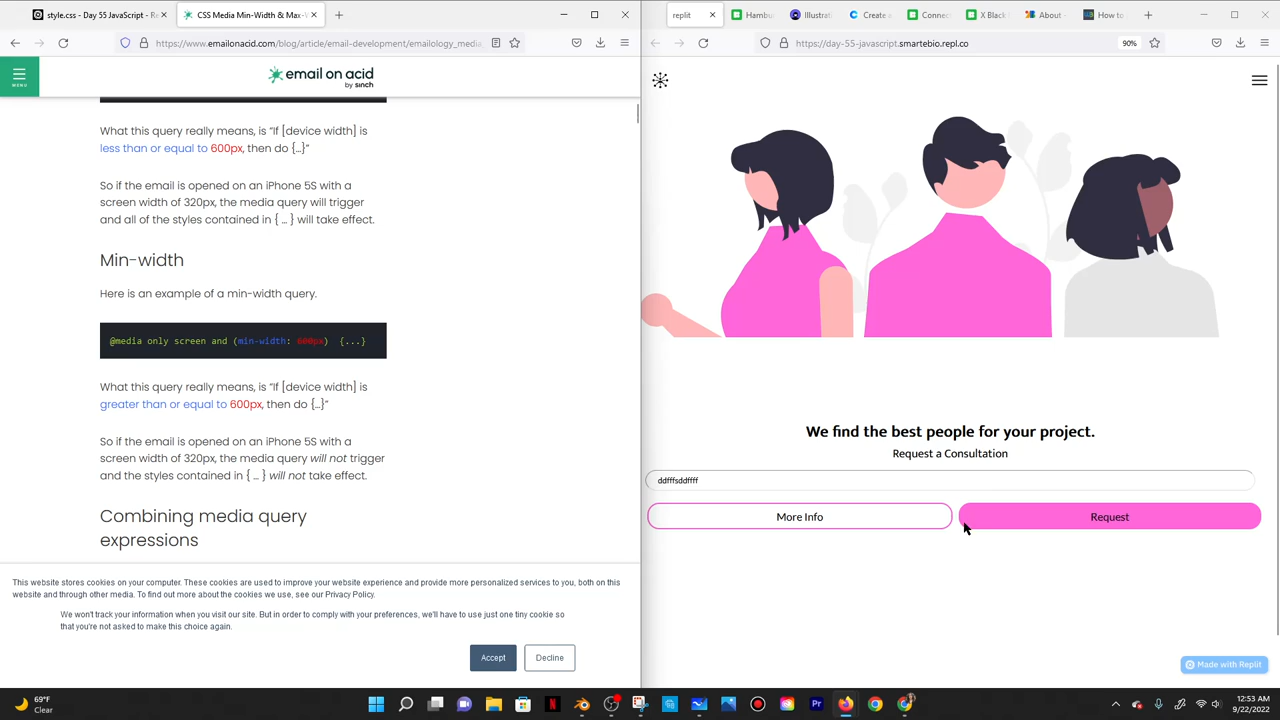 style.css - Day 55 JavaScript - Re
CSS Media Min-Width & Max-
replit
Hambu
Illustrat
Create a
Connect
X Black
About -
How to
https://www.emailonacid.com/blog/article/email-development/emailology_media_
https://day-55-javascript.smartebio.repl.co
90%
MENU
email on acid
by sinch
What this query really means, is “If [device width] is
less than or equal to 600px, then do {…}”
So if the email is opened on an iPhone 5S with a
screen width of 320px, the media query will trigger
and all of the styles contained in { … } will take effect.
Min-width
Here is an example of a min-width query.
@media only screen and (min-width: 600px) {...}
What this query really means, is “If [device width] is
greater than or equal to 600px, then do {…}”
So if the email is opened on an iPhone 5S with a
screen width of 320px, the media query will not trigger
and the styles contained in { … } will not take effect.
Combining media query
expressions
This website stores cookies on your computer. These cookies are used to improve your website experience and provide more personalized services to you, both on this
website and through other media. To find out more about the cookies we use, see our Privacy Policy.
We won't track your information when you visit our site. But in order to comply with your preferences, we'll have to use just one tiny cookie so
that you're not asked to make this choice again.
Accept
Decline
We find the best people for your project.
Request a Consultation
ddfffsddffff
More Info
Request
Made with Replit
69°F
Clear
12:53 AM
9/22/2022